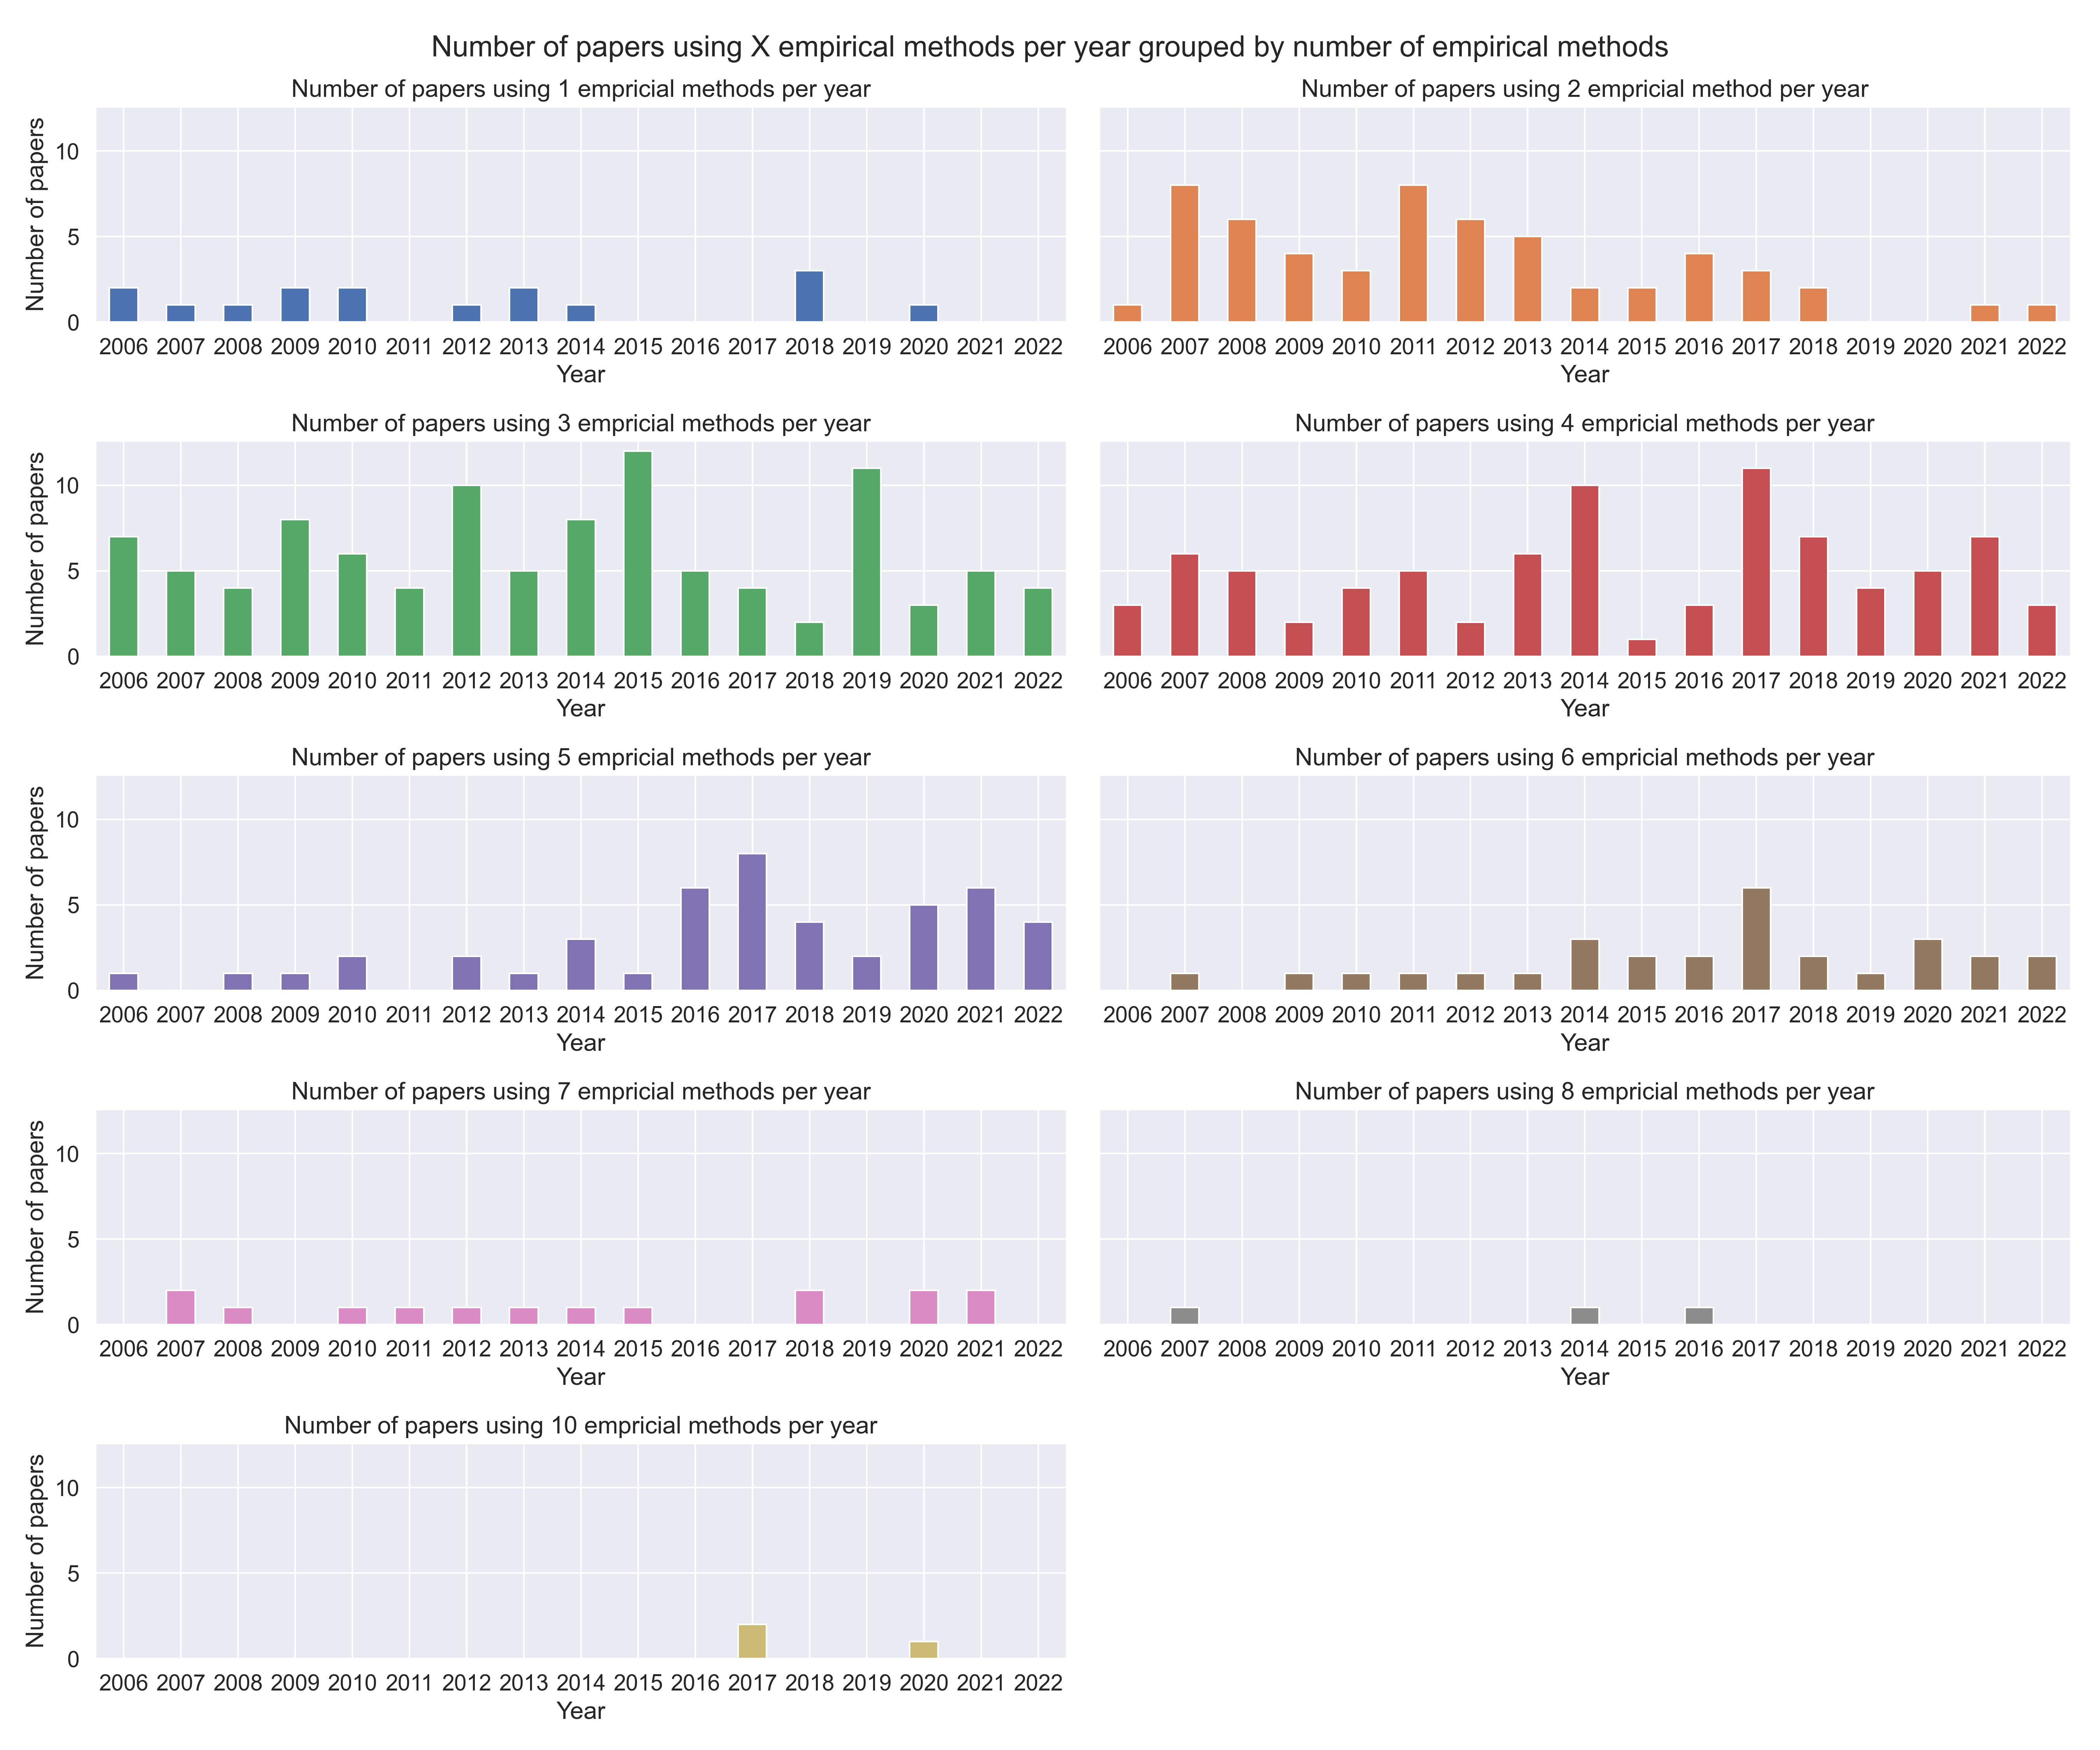 Number of papers using X empirical methods per year grouped by number of empirical methods
Number of papers using 1 empricial methods per year
Number of papers
10
5
0
2006 2007 2008 2009 2010 2011 2012 2013 2014 2015 2016 2017 2018 2019 2020 2021 2022
Year
Number of papers using 2 empricial method per year
2006 2007 2008 2009 2010 2011 2012 2013 2014 2015 2016 2017 2018 2019 2020 2021 2022
Year
Number of papers using 3 empricial methods per year
Number of papers
10
5
0
2006 2007 2008 2009 2010 2011 2012 2013 2014 2015 2016 2017 2018 2019 2020 2021 2022
Year
Number of papers using 4 empricial methods per year
2006 2007 2008 2009 2010 2011 2012 2013 2014 2015 2016 2017 2018 2019 2020 2021 2022
Year
Number of papers using 5 empricial methods per year
Number of papers
10
5
0
2006 2007 2008 2009 2010 2011 2012 2013 2014 2015 2016 2017 2018 2019 2020 2021 2022
Year
Number of papers using 6 empricial methods per year
2006 2007 2008 2009 2010 2011 2012 2013 2014 2015 2016 2017 2018 2019 2020 2021 2022
Year
Number of papers using 7 empricial methods per year
Number of papers
10
5
0
2006 2007 2008 2009 2010 2011 2012 2013 2014 2015 2016 2017 2018 2019 2020 2021 2022
Year
Number of papers using 8 empricial methods per year
2006 2007 2008 2009 2010 2011 2012 2013 2014 2015 2016 2017 2018 2019 2020 2021 2022
Year
Number of papers using 10 empricial methods per year
Number of papers
10
5
0
2006 2007 2008 2009 2010 2011 2012 2013 2014 2015 2016 2017 2018 2019 2020 2021 2022
Year